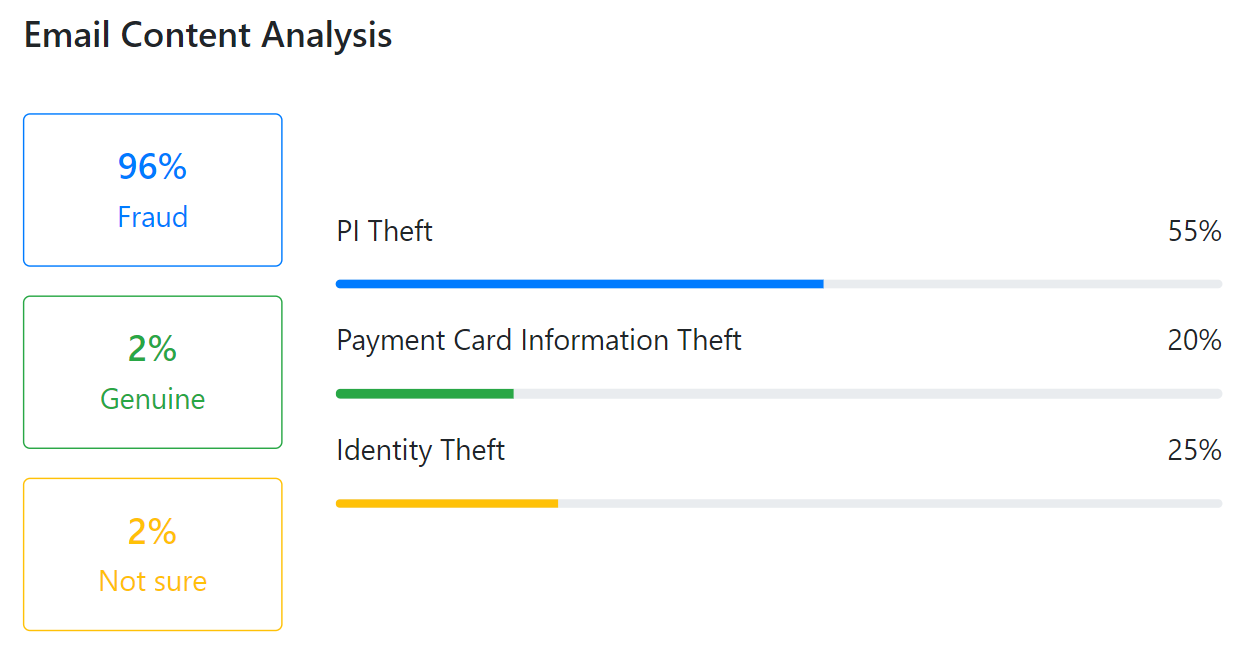 Email Content Analysis
96%
Fraud
2%
Genuine
2%
Not sure
PI Theft 55%
Payment Card Information Theft 20%
Identity Theft 25%